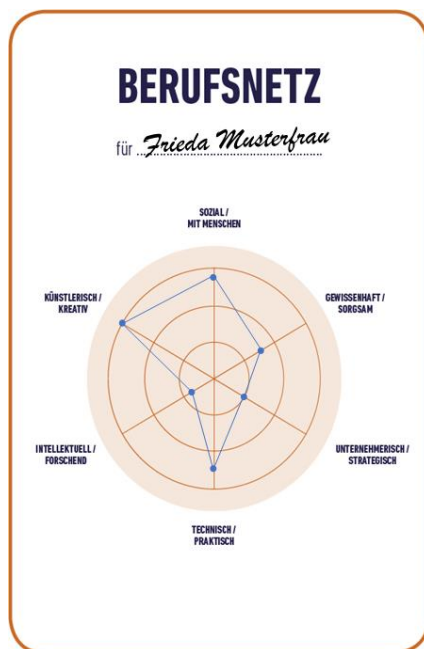 BERUFSNETZ
für Frieda Musterfrau
SOZIAL /
MIT MENSCHEN
KÜNSTLERISCH /
KREATIV
GEWISSENHAFT /
SORGSAM
INTELLEKTUELL /
FORSCHEND
UNTERNEHMERISCH /
STRATEGISCH
TECHNISCH /
PRAKTISCH